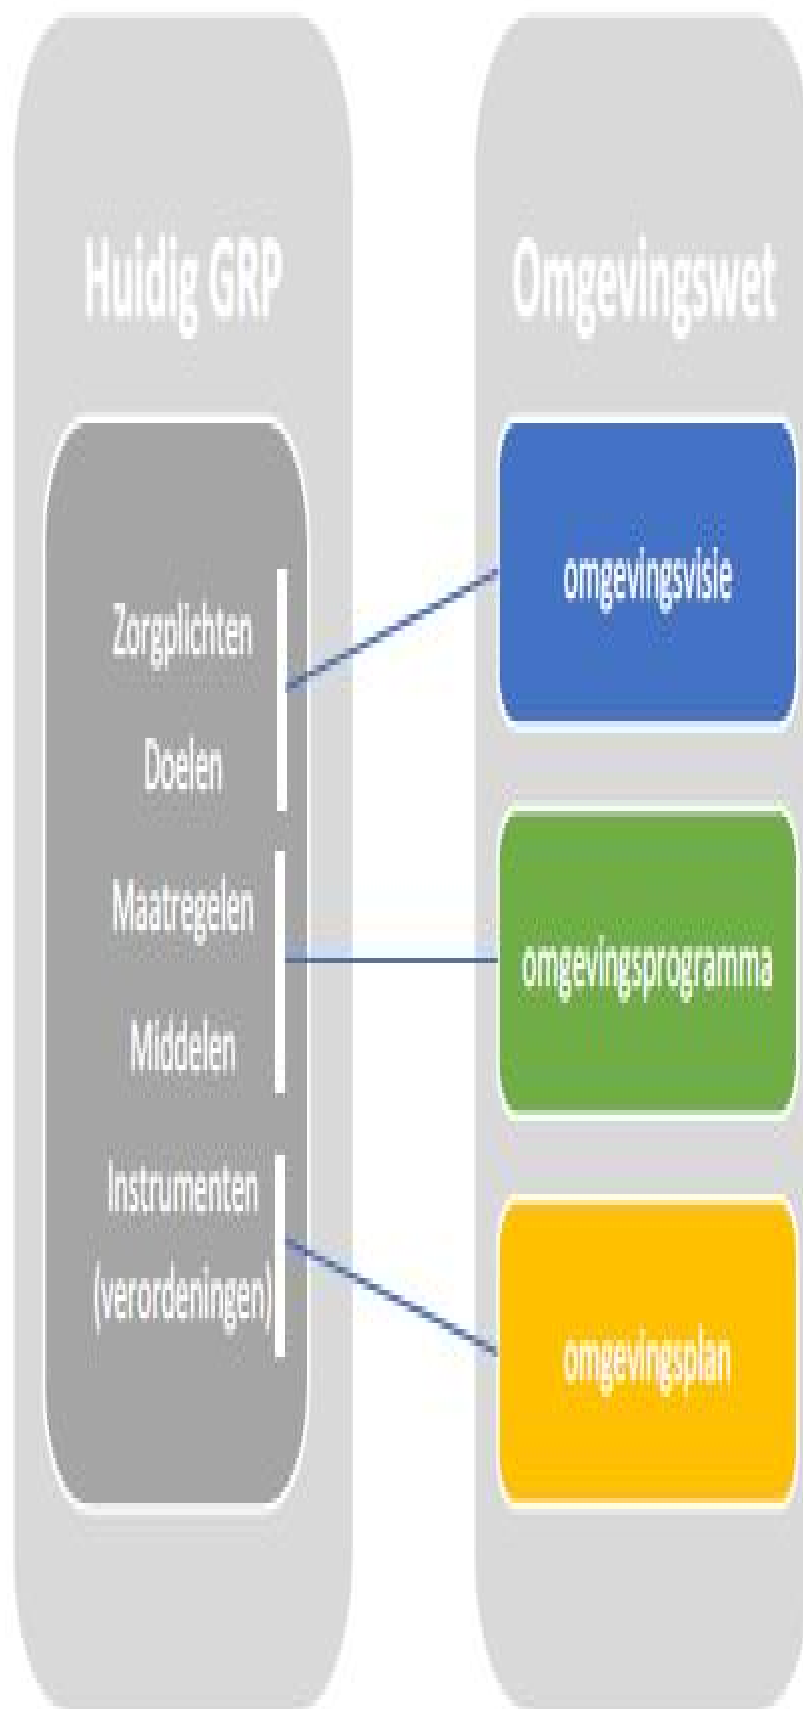 Huidig GRP
Zorgplichten
Doelen
Maatregelen
Middelen
Instrumenten
(verordeningen)
Omgevingswet
omgevingsvisie
omgevingsprogramma
omgevingsplan